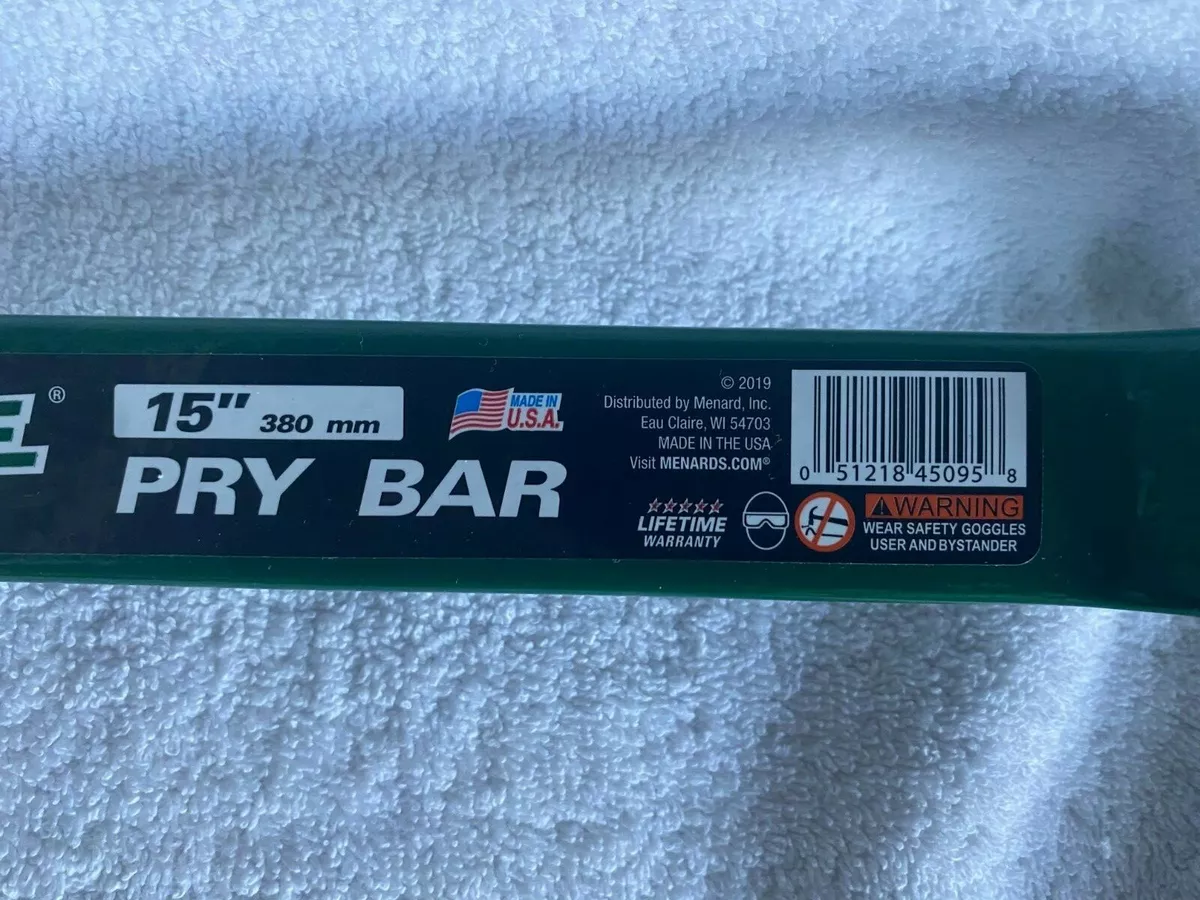 E®
15" 380 mm
PRY BAR
MADE IN
U.S.A.
© 2019
Distributed by Menard, Inc.
Eau Claire, WI 54703
MADE IN THE USA
Visit MENARDS.COM®
LIFETIME
WARRANTY
0 51218 45095 8
WARNING
WEAR SAFETY GOGGLES
USER AND BYSTANDER